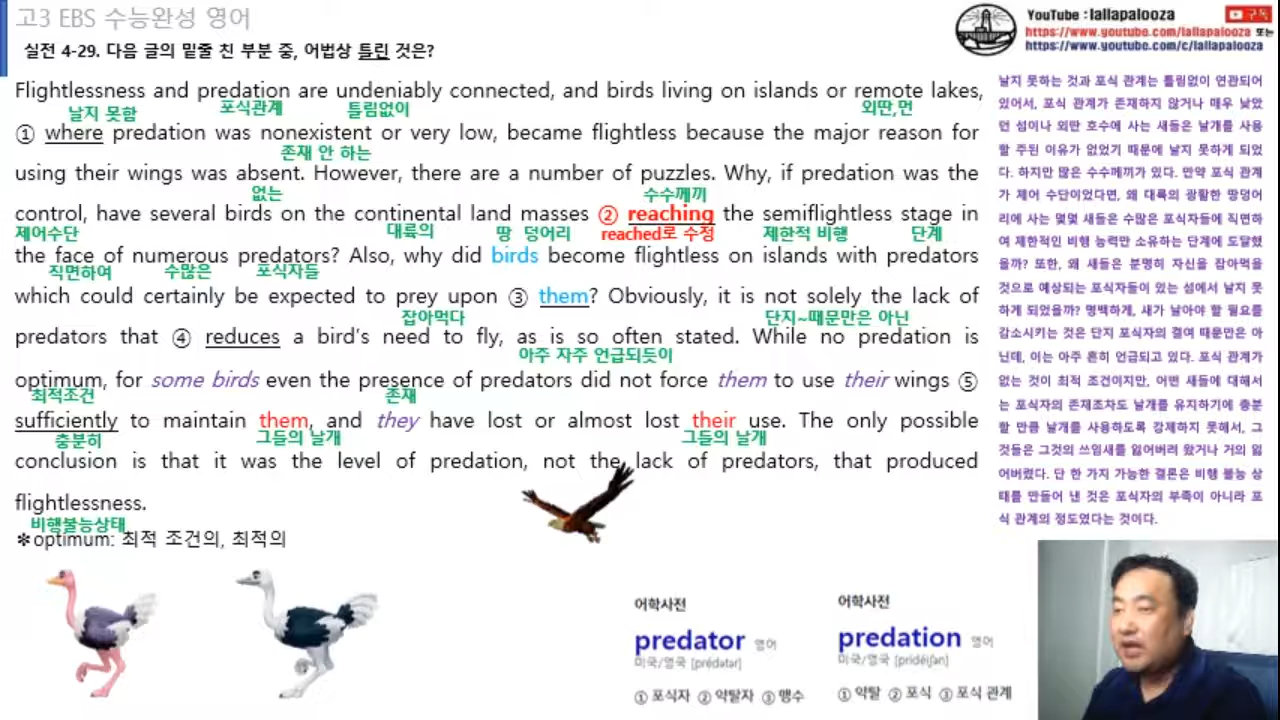 고3 EBS 수능완성 영어
실전 4-29. 다음 글의 밑줄 친 부분 중, 어법상 틀린 것은?
YouTube : lallapalooza
구독
https://www.youtube.com/lallapalooza 또는
https://www.youtube.com/c/lallapalooza
Flightlessness and predation are undeniably connected, and birds living on islands or remote lakes,
날지 못함 포식관계 틀림없이 외딴,먼
① where predation was nonexistent or very low, became flightless because the major reason for
존재 안 하는
using their wings was absent. However, there are a number of puzzles. Why, if predation was the
없는 수수께끼
control, have several birds on the continental land masses ② reaching the semiflightless stage in
제어수단 대륙의 땅 덩어리 reached로 수정 제한적 비행 단계
the face of numerous predators? Also, why did birds become flightless on islands with predators
직면하여 수많은 포식자들
which could certainly be expected to prey upon ③ them? Obviously, it is not solely the lack of
잡아먹다 단지~때문만은 아닌
predators that ④ reduces a bird's need to fly, as is so often stated. While no predation is
아주 자주 언급되듯이
optimum, for some birds even the presence of predators did not force them to use their wings ⑤
최적조건 존재
sufficiently to maintain them, and they have lost or almost lost their use. The only possible
충분히 그들의 날개 그들의 날개
conclusion is that it was the level of predation, not the lack of predators, that produced
flightlessness.
비행불능상태
＊optimum: 최적 조건의, 최적의
날지 못하는 것과 포식 관계는 틀림없이 연관되어
있어서, 포식 관계가 존재하지 않거나 매우 낮았
던 섬이나 외딴 호수에 사는 새들은 날개를 사용
할 주된 이유가 없었기 때문에 날지 못하게 되었
다. 하지만 많은 수수께끼가 있다. 만약 포식 관계
가 제어 수단이었다면, 왜 대륙의 광활한 땅덩어
리에 사는 몇몇 새들은 수많은 포식자들에 직면하
여 제한적인 비행 능력만 소유하는 단계에 도달했
을까? 또한, 왜 새들은 분명히 자신을 잡아먹을
것으로 예상되는 포식자들이 있는 섬에서 날지 못
하게 되었을까? 명백하게, 새가 날아야 할 필요를
감소시키는 것은 단지 포식자의 결여 때문만은 아
닌데, 이는 아주 흔히 언급되고 있다. 포식 관계가
없는 것이 최적 조건이지만, 어떤 새들에 대해서
는 포식자의 존재조차도 날개를 유지하기에 충분
할 만큼 날개를 사용하도록 강제하지 못해서, 그
것들은 그것의 쓰임새를 잃어버려 왔거나 거의 잃
어버렸다. 단 한 가지 가능한 결론은 비행 불능 상
태를 만들어 낸 것은 포식자의 부족이 아니라 포
식 관계의 정도였다는 것이다.
어학사전
predator 영어
미국/영국 [prédətər]
① 포식자 ② 약탈자 ③ 맹수
어학사전
predation 영어
미국/영국 [pridéiʃən]
① 약탈 ② 포식 ③ 포식 관계